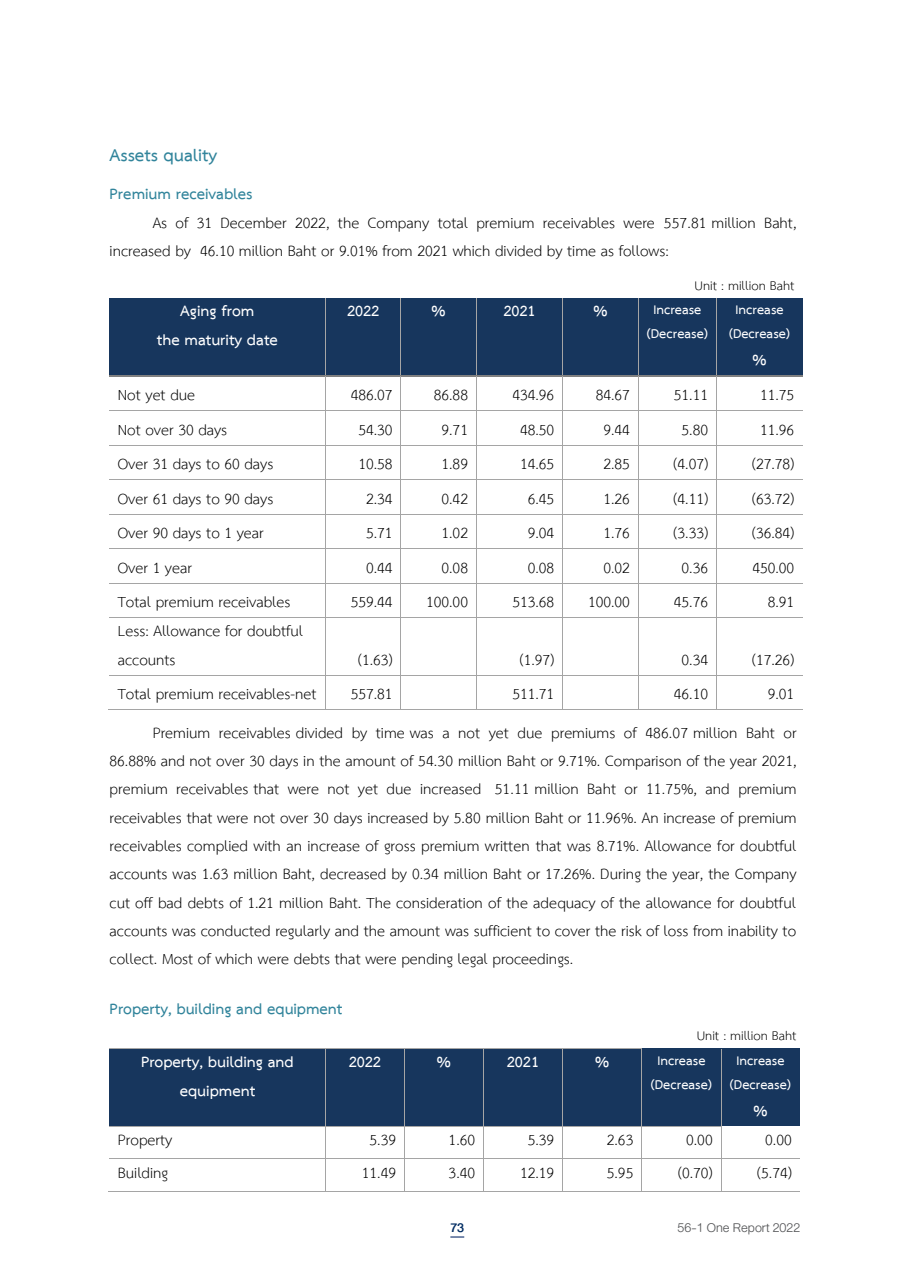 Assets quality
Premium receivables
As of 31 December 2022, the Company total premium receivables were 557.81 million Baht,
increased by 46.10 million Baht or 9.01% from 2021 which divided by time as follows:
Unit : million Baht
Aging from the maturity date 2022 % 2021 % Increase (Decrease) Increase (Decrease) %
Not yet due 486.07 86.88 434.96 84.67 51.11 11.75
Not over 30 days 54.30 9.71 48.50 9.44 5.80 11.96
Over 31 days to 60 days 10.58 1.89 14.65 2.85 (4.07) (27.78)
Over 61 days to 90 days 2.34 0.42 6.45 1.26 (4.11) (63.72)
Over 90 days to 1 year 5.71 1.02 9.04 1.76 (3.33) (36.84)
Over 1 year 0.44 0.08 0.08 0.02 0.36 450.00
Total premium receivables 559.44 100.00 513.68 100.00 45.76 8.91
Less: Allowance for doubtful
accounts (1.63) (1.97) 0.34 (17.26)
Total premium receivables-net 557.81 511.71 46.10 9.01
Premium receivables divided by time was a not yet due premiums of 486.07 million Baht or
86.88% and not over 30 days in the amount of 54.30 million Baht or 9.71%. Comparison of the year 2021,
premium receivables that were not yet due increased 51.11 million Baht or 11.75%, and premium
receivables that were not over 30 days increased by 5.80 million Baht or 11.96%. An increase of premium
receivables complied with an increase of gross premium written that was 8.71%. Allowance for doubtful
accounts was 1.63 million Baht, decreased by 0.34 million Baht or 17.26%. During the year, the Company
cut off bad debts of 1.21 million Baht. The consideration of the adequacy of the allowance for doubtful
accounts was conducted regularly and the amount was sufficient to cover the risk of loss from inability to
collect. Most of which were debts that were pending legal proceedings.
Property, building and equipment
Unit : million Baht
Property, building and equipment 2022 % 2021 % Increase (Decrease) Increase (Decrease) %
Property 5.39 1.60 5.39 2.63 0.00 0.00
Building 11.49 3.40 12.19 5.95 (0.70) (5.74)
73
56-1 One Report 2022